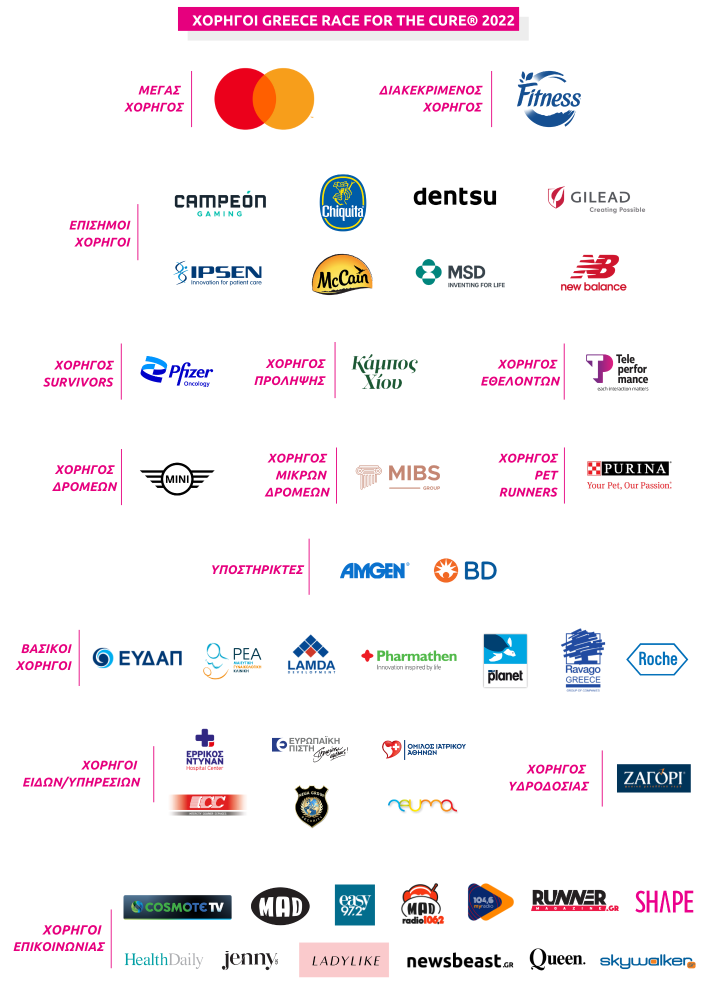 ΧΟΡΗΓΟΙ GREECE RACE FOR THE CURE® 2022
ΜΕΓΑΣ
ΧΟΡΗΓΟΣ
ΔΙΑΚΕΚΡΙΜΕΝΟΣ
ΧΟΡΗΓΟΣ
Fitness
ΕΠΙΣΗΜΟΙ
ΧΟΡΗΓΟΙ
CAMPEÓN
GAMING
Chiquita
dentsu
GILEAD
Creating Possible
IPSEN
Innovation for patient care
McCain
MSD
INVENTING FOR LIFE
NB
new balance
ΧΟΡΗΓΟΣ
SURVIVORS
Pfizer
Oncology
ΧΟΡΗΓΟΣ
ΠΡΟΛΗΨΗΣ
Κάμπος
Χίου
ΧΟΡΗΓΟΣ
ΕΘΕΛΟΝΤΩΝ
TP
Tele
perfor
mance
each interaction matters
ΧΟΡΗΓΟΣ
ΔΡΟΜΕΩΝ
MINI
ΧΟΡΗΓΟΣ
ΜΙΚΡΩΝ
ΔΡΟΜΕΩΝ
MIBS
GROUP
ΧΟΡΗΓΟΣ
PET
RUNNERS
PURINA®
Your Pet, Our Passion.®
ΥΠΟΣΤΗΡΙΚΤΕΣ
AMGEN®
BD
ΒΑΣΙΚΟΙ
ΧΟΡΗΓΟΙ
ΕΥΔΑΠ
ΡΕΑ
ΜΑΙΕΥΤΙΚΗ
ΓΥΝΑΙΚΟΛΟΓΙΚΗ
ΚΛΙΝΙΚΗ
LAMDA
DEVELOPMENT
Pharmathen
Innovation inspired by life
planet
Ravago
GREECE
GROUP OF COMPANIES
Roche
ΧΟΡΗΓΟΙ
ΕΙΔΩΝ/ΥΠΗΡΕΣΙΩΝ
ΕΡΡΙΚΟΣ
ΝΤΥΝΑΝ
Hospital Center
ΕΥΡΩΠΑΪΚΗ
ΠΙΣΤΗ
πληρώνει
αμέσως!
ΟΜΙΛΟΣ ΙΑΤΡΙΚΟΥ
ΑΘΗΝΩΝ
ICC
INTERCITY COURIER SERVICES
MEGA GROUP
SECURITY
neuma
ΧΟΡΗΓΟΣ
ΥΔΡΟΔΟΣΙΑΣ
ΖΑΓΟΡΙ®
φυσικό μεταλλικό νερό
ΧΟΡΗΓΟΙ
ΕΠΙΚΟΙΝΩΝΙΑΣ
COSMOTE TV
MAD
easy
97.2
MAD
radio106,2
104,6
myradio
RUNNER
MAGAZINE.GR
SHAPE
HealthDaily
jenny.GR
LADYLIKE
newsbeast.GR
Queen.
skywalker.gr